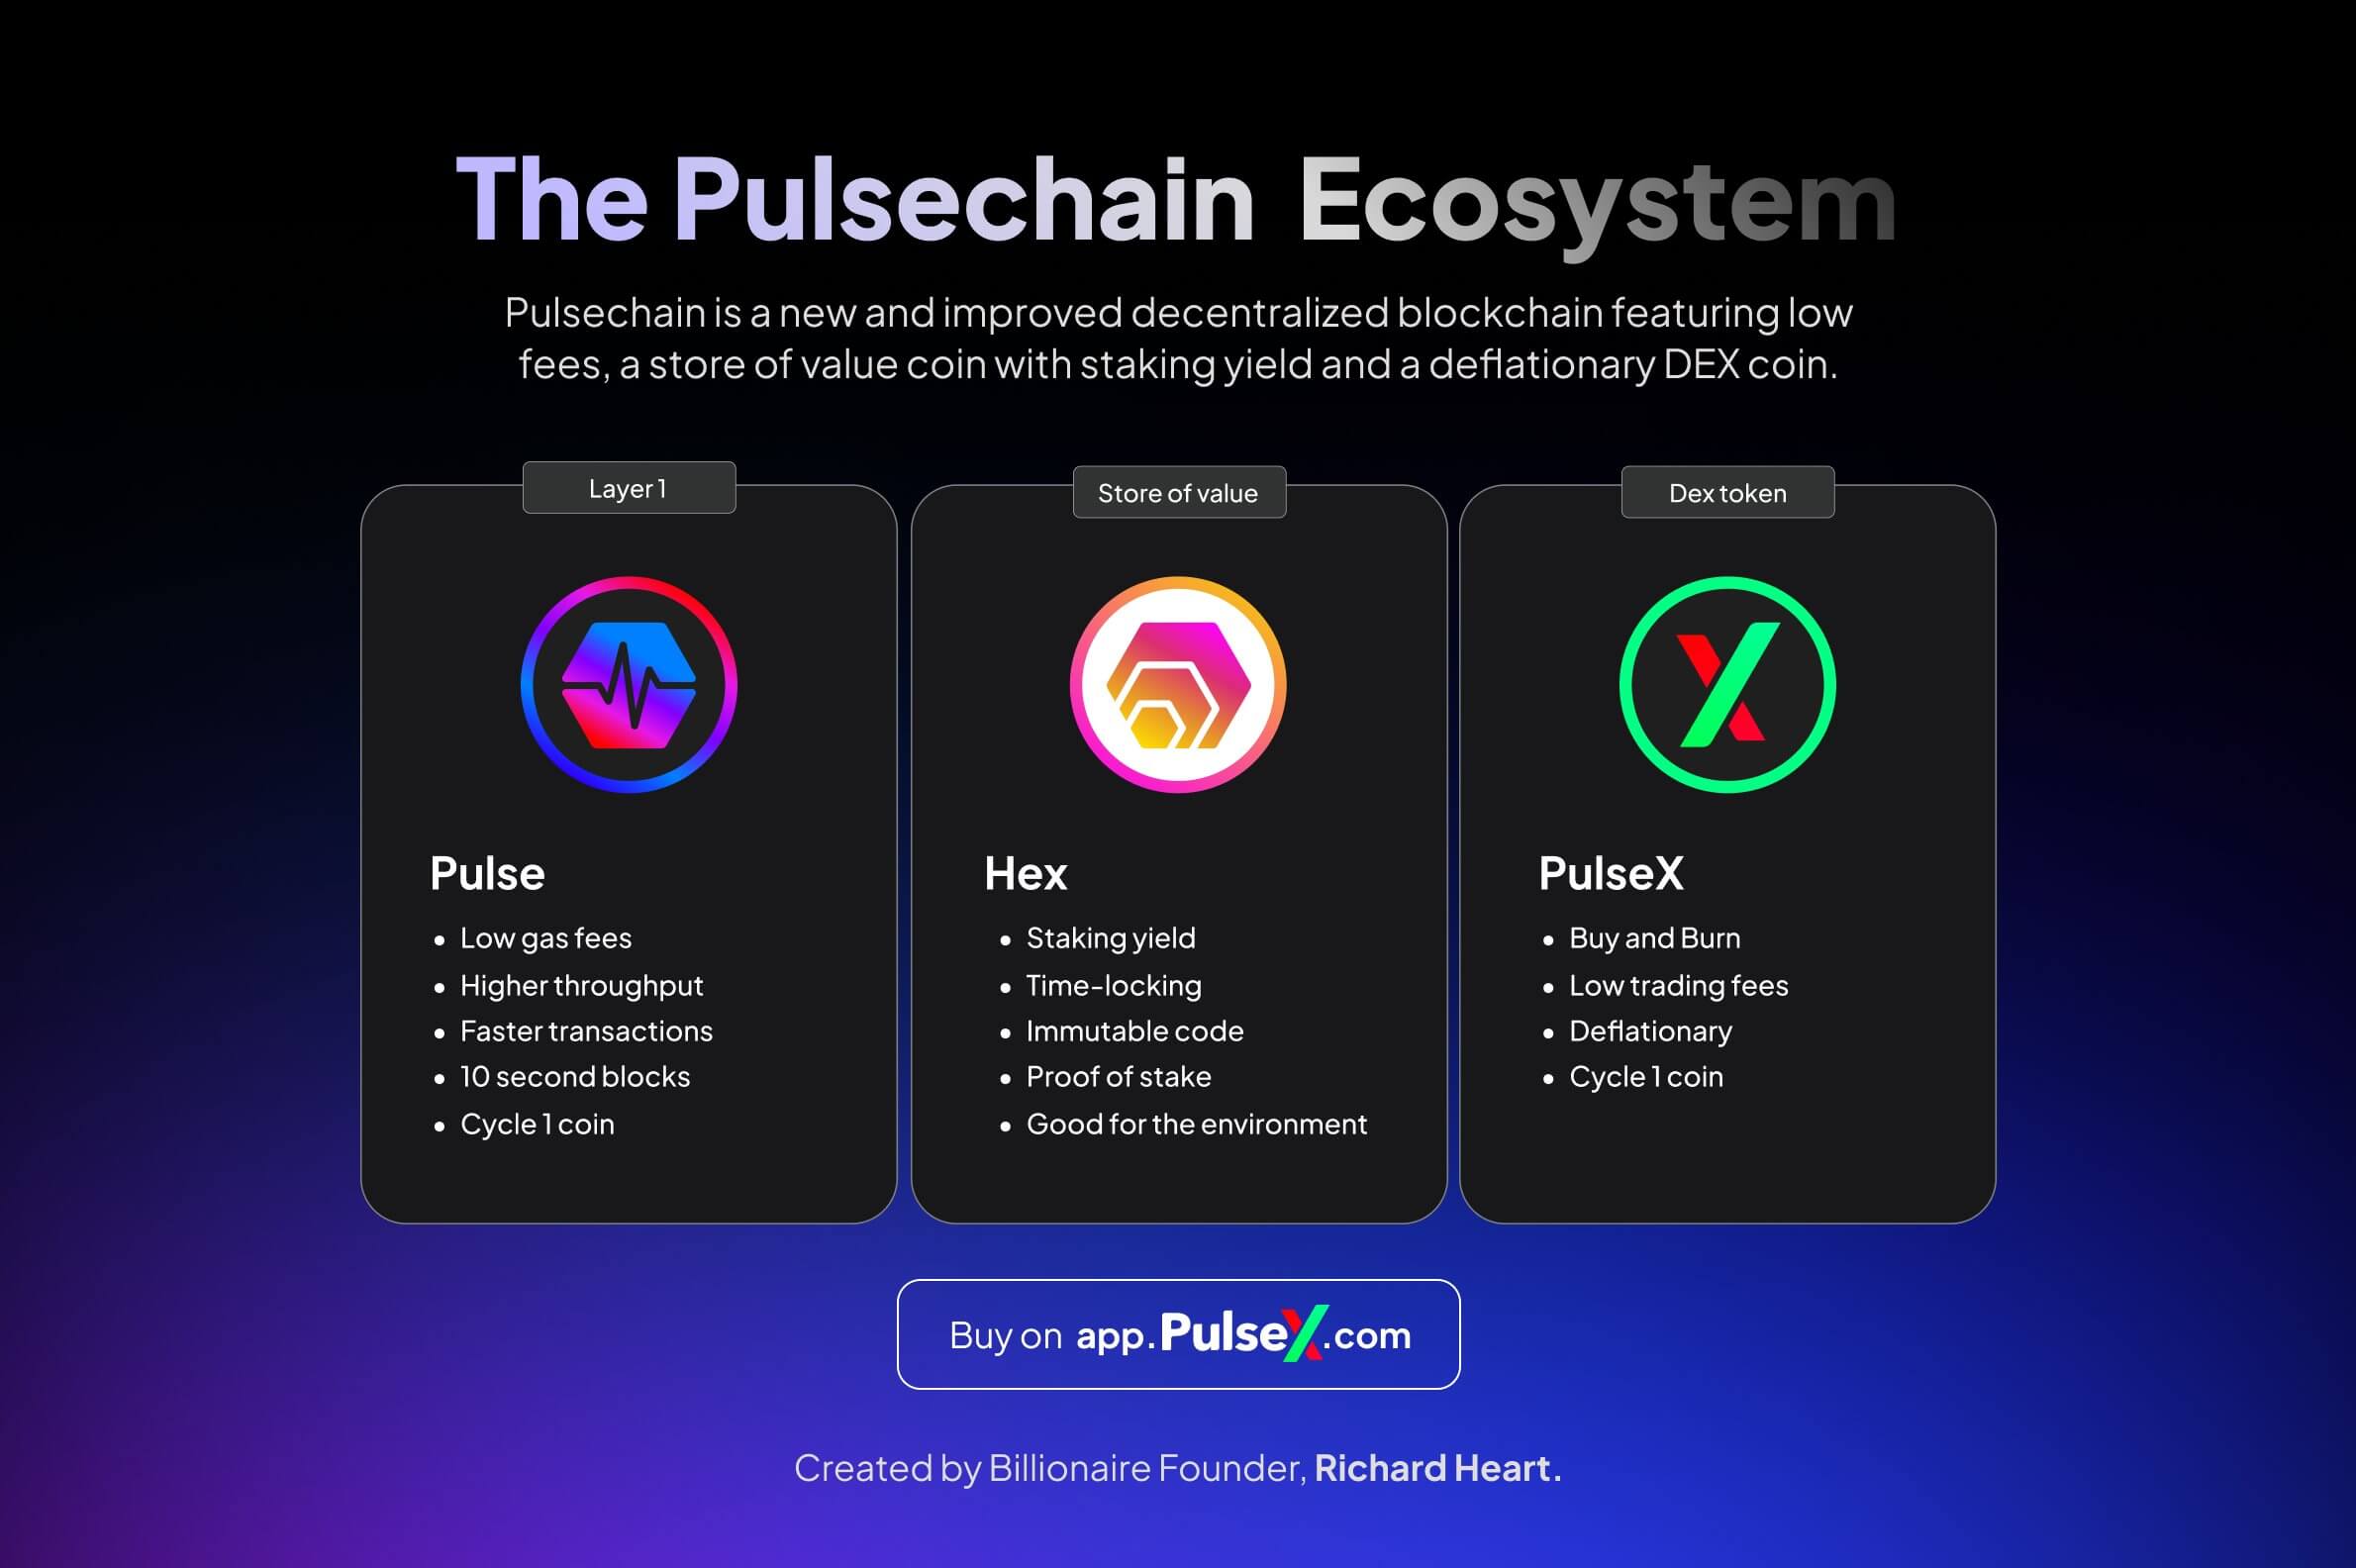 The Pulsechain Ecosystem
Pulsechain is a new and improved decentralized blockchain featuring low
fees, a store of value coin with staking yield and a deflationary DEX coin.
Layer 1
Pulse
Low gas fees
Higher throughput
Faster transactions
10 second blocks
Cycle 1 coin
Store of value
Hex
Staking yield
Time-locking
Immutable code
Proof of stake
Good for the environment
Dex token
PulseX
Buy and Burn
Low trading fees
Deflationary
Cycle 1 coin
Buy on app.PulseX.com
Created by Billionaire Founder, Richard Heart.